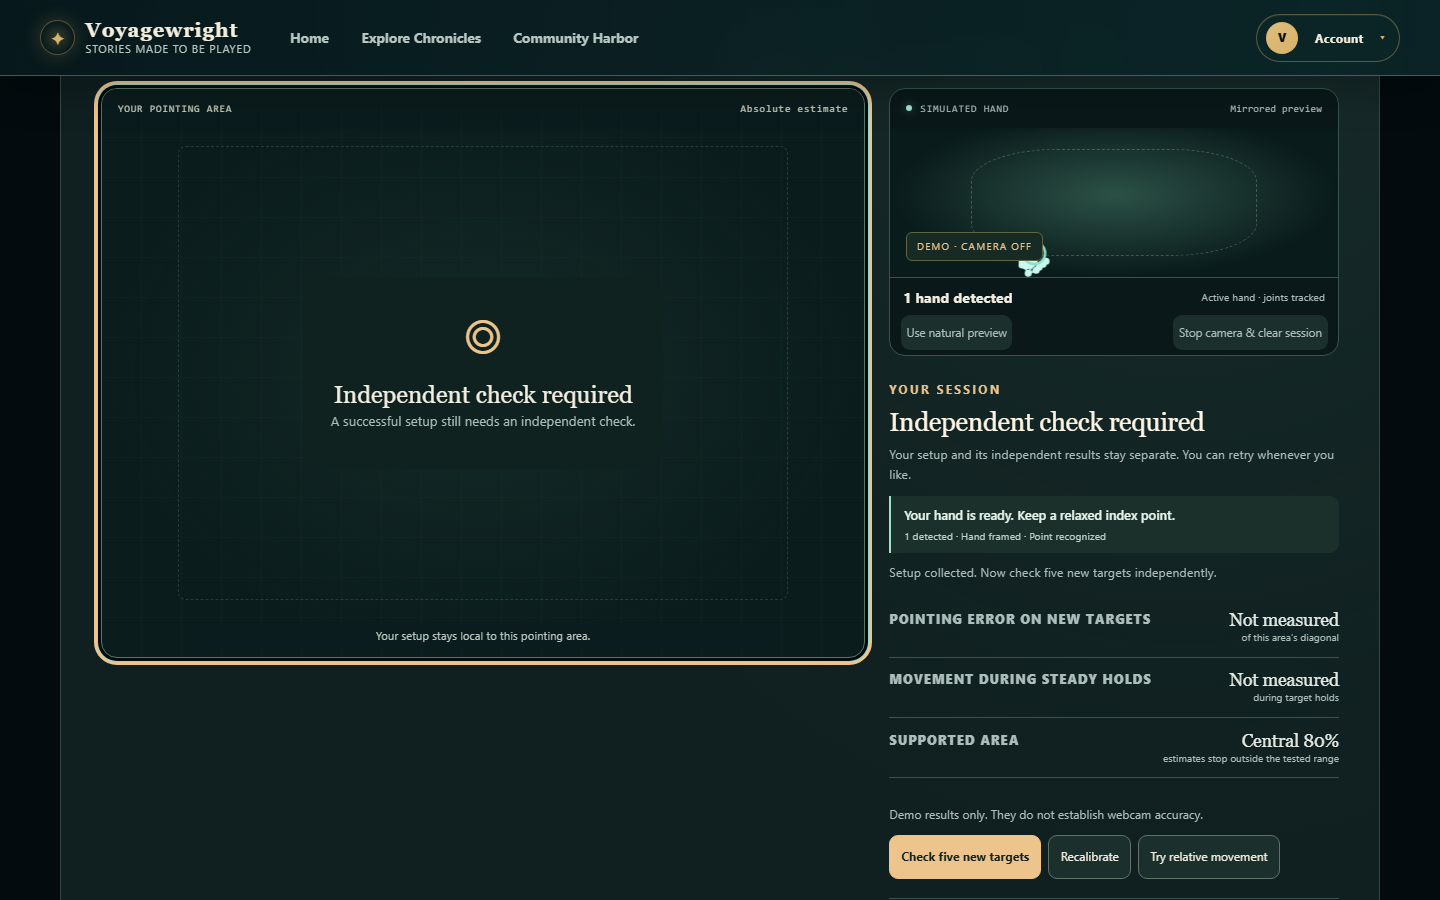 Voyagewright
STORIES MADE TO BE PLAYED
Home
Explore Chronicles
Community Harbor
V
Account
YOUR POINTING AREA
Absolute estimate
Independent check required
A successful setup still needs an independent check.
Your setup stays local to this pointing area.
SIMULATED HAND
Mirrored preview
DEMO · CAMERA OFF
1 hand detected
Active hand · joints tracked
Use natural preview
Stop camera & clear session
YOUR SESSION
Independent check required
Your setup and its independent results stay separate. You can retry whenever you
like.
Your hand is ready. Keep a relaxed index point.
1 detected · Hand framed · Point recognized
Setup collected. Now check five new targets independently.
POINTING ERROR ON NEW TARGETS
Not measured
of this area's diagonal
MOVEMENT DURING STEADY HOLDS
Not measured
during target holds
SUPPORTED AREA
Central 80%
estimates stop outside the tested range
Demo results only. They do not establish webcam accuracy.
Check five new targets
Recalibrate
Try relative movement